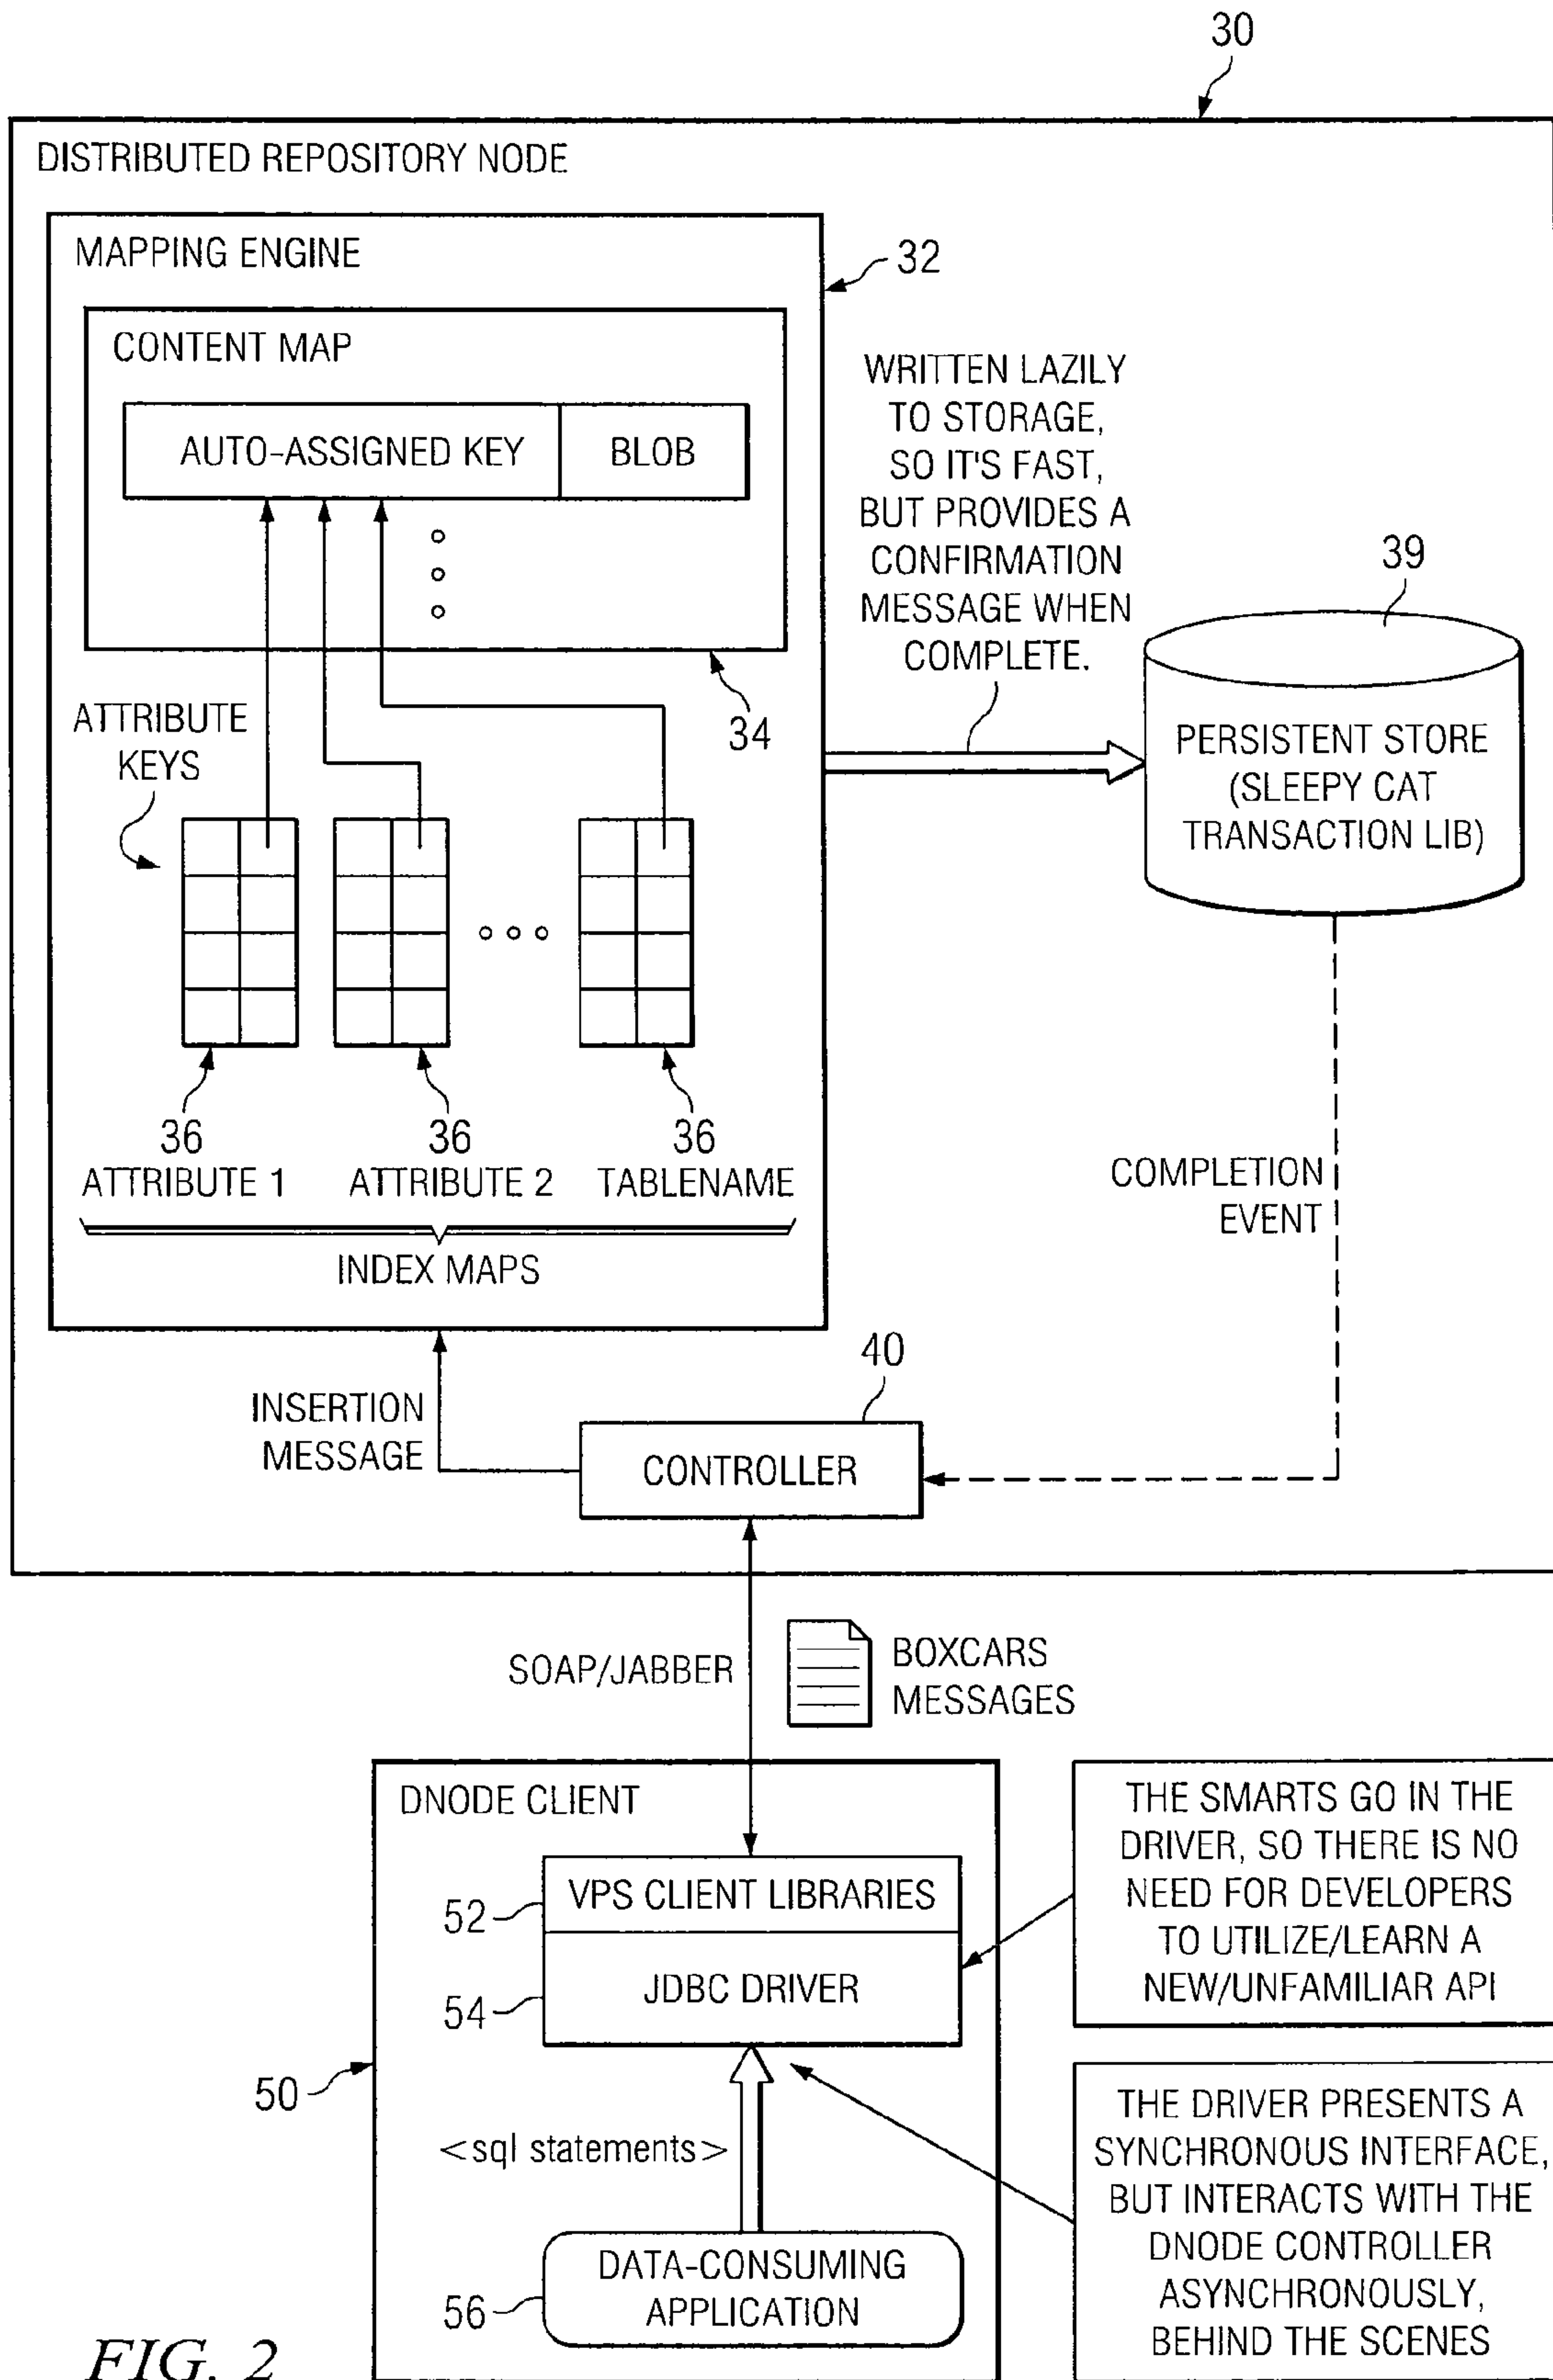 30
DISTRIBUTED REPOSITORY NODE
MAPPING ENGINE
32
CONTENT MAP
AUTO-ASSIGNED KEY
BLOB
34
WRITTEN LAZILY
TO STORAGE,
SO IT'S FAST,
BUT PROVIDES A
CONFIRMATION
MESSAGE WHEN
COMPLETE.
39
PERSISTENT STORE
(SLEEPY CAT
TRANSACTION LIB)
ATTRIBUTE
KEYS
36
ATTRIBUTE 1
36
ATTRIBUTE 2
36
TABLENAME
INDEX MAPS
COMPLETION
EVENT
INSERTION
MESSAGE
40
CONTROLLER
SOAP/JABBER
BOXCARS
MESSAGES
DNODE CLIENT
52
VPS CLIENT LIBRARIES
54
JDBC DRIVER
50
<sql statements>
56
DATA-CONSUMING
APPLICATION
THE SMARTS GO IN THE
DRIVER, SO THERE IS NO
NEED FOR DEVELOPERS
TO UTILIZE/LEARN A
NEW/UNFAMILIAR API
THE DRIVER PRESENTS A
SYNCHRONOUS INTERFACE,
BUT INTERACTS WITH THE
DNODE CONTROLLER
ASYNCHRONOUSLY,
BEHIND THE SCENES
FIG. 2